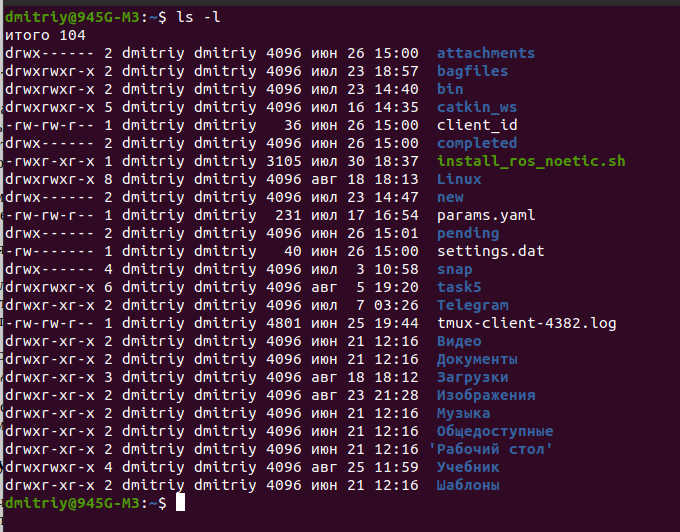 dmitriy@945G-M3:~$ ls -l
итого 104
drwx------ 2 dmitriy dmitriy 4096 июн 26 15:00  attachments
drwxrwxr-x 2 dmitriy dmitriy 4096 июл 23 18:57  bagfiles
drwxrwxr-x 2 dmitriy dmitriy 4096 июл 23 14:40  bin
drwxrwxr-x 5 dmitriy dmitriy 4096 июл 16 14:35  catkin_ws
-rw-rw-r-- 1 dmitriy dmitriy   36 июн 26 15:00  client_id
drwx------ 2 dmitriy dmitriy 4096 июн 26 15:00  completed
-rwxr-xr-x 1 dmitriy dmitriy 3105 июл 30 18:37  install_ros_noetic.sh
drwxrwxr-x 8 dmitriy dmitriy 4096 авг 18 18:13  Linux
drwxrwxr-x 2 dmitriy dmitriy 4096 июл 23 14:47  new
-rw-rw-r-- 1 dmitriy dmitriy  231 июл 17 16:54  params.yaml
drwx------ 2 dmitriy dmitriy 4096 июн 26 15:01  pending
-rw------- 1 dmitriy dmitriy   40 июн 26 15:00  settings.dat
drwx------ 4 dmitriy dmitriy 4096 июл  3 10:58  snap
drwxrwxr-x 6 dmitriy dmitriy 4096 авг  5 19:20  task5
drwxr-xr-x 2 dmitriy dmitriy 4096 июл  7 03:26  Telegram
-rw-rw-r-- 1 dmitriy dmitriy 4801 июн 25 19:44  tmux-client-4382.log
drwxr-xr-x 2 dmitriy dmitriy 4096 июн 21 12:16  Видео
drwxr-xr-x 2 dmitriy dmitriy 4096 июн 21 12:16  Документы
drwxr-xr-x 3 dmitriy dmitriy 4096 авг 18 18:12  Загрузки
drwxr-xr-x 2 dmitriy dmitriy 4096 авг 23 21:28  Изображения
drwxr-xr-x 2 dmitriy dmitriy 4096 июн 21 12:16  Музыка
drwxr-xr-x 2 dmitriy dmitriy 4096 июн 21 12:16  Общедоступные
drwxr-xr-x 2 dmitriy dmitriy 4096 июн 21 12:16 'Рабочий стол'
drwxrwxr-x 4 dmitriy dmitriy 4096 авг 25 11:59  Учебник
drwxr-xr-x 2 dmitriy dmitriy 4096 июн 21 12:16  Шаблоны
dmitriy@945G-M3:~$